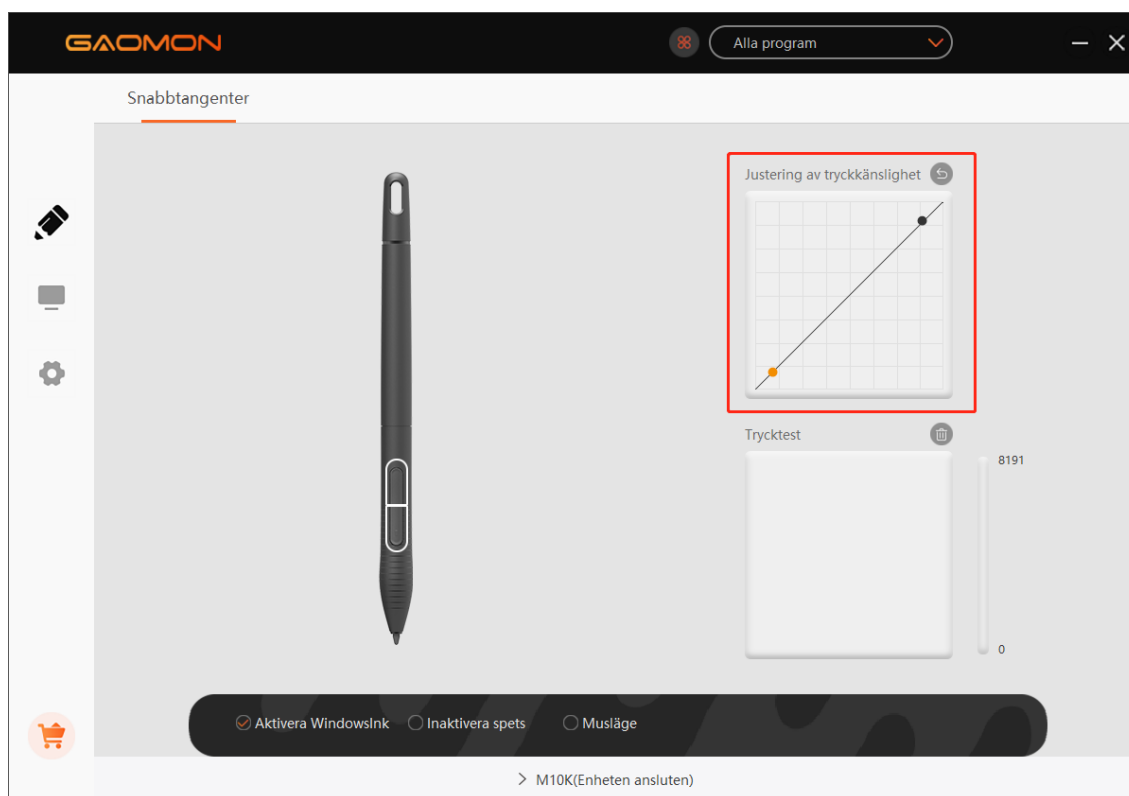 GAOMON
Alla program
Snabbtangenter
Justering av tryckkänslighet
Trycktest
8191
0
Aktivera WindowsInk
Inaktivera spets
Musläge
M10K(Enheten ansluten)